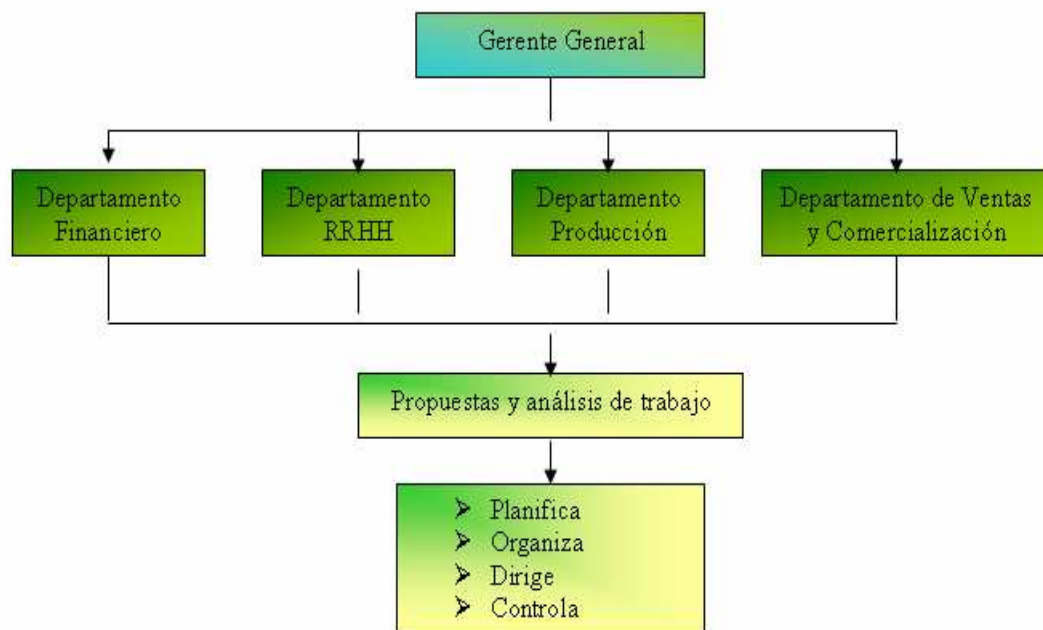 Gerente General
Departamento
Financiero
Departamento
RRHH
Departamento
Producción
Departamento de Ventas
y Comercialización
Propuestas y análisis de trabajo
➢ Planifica
➢ Organiza
➢ Dirige
➢ Controla